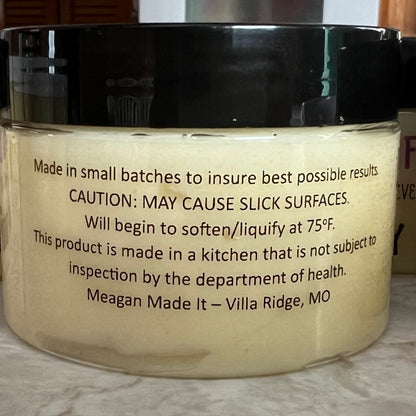 Made in small batches to insure best possible results.
CAUTION: MAY CAUSE SLICK SURFACES.
Will begin to soften/liquify at 75ºF.
This product is made in a kitchen that is not subject to
inspection by the department of health.
Meagan Made It – Villa Ridge, MO